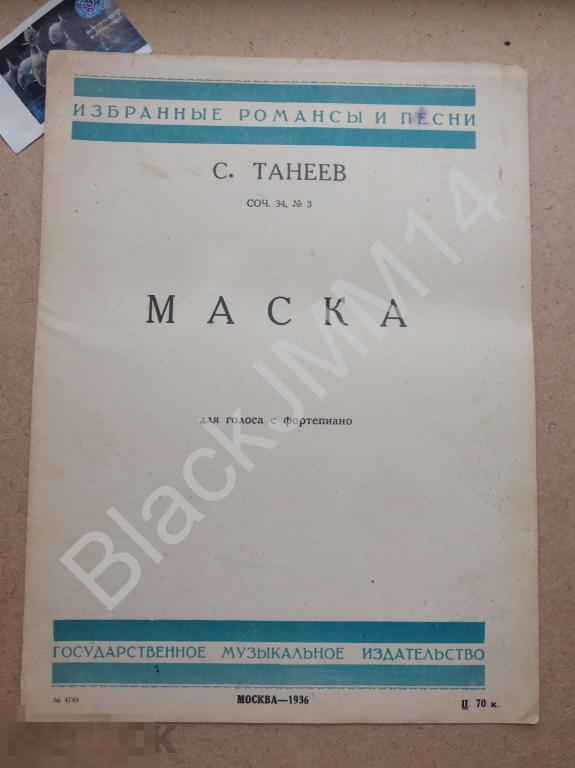 ИЗБРАННЫЕ РОМАНСЫ И ПЕСНИ
С. ТАНЕЕВ
СОЧ. 34, № 3
МАСКА
для голоса с фортепиано
BlackJMM14
ГОСУДАРСТВЕННОЕ МУЗЫКАЛЬНОЕ ИЗДАТЕЛЬСТВО
№ 4749
МОСКВА—1936
Ц. 70 к.